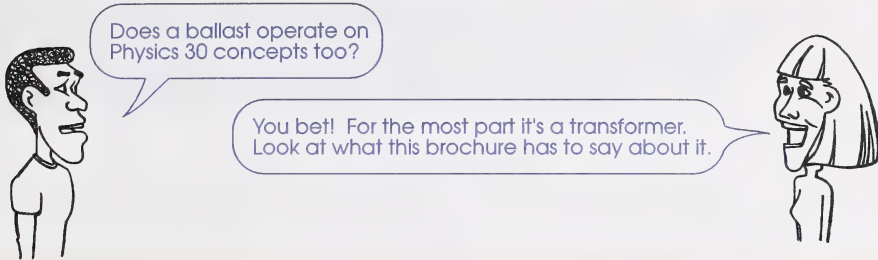 Does a ballast operate on
Physics 30 concepts too?
You bet! For the most part it's a transformer.
Look at what this brochure has to say about it.